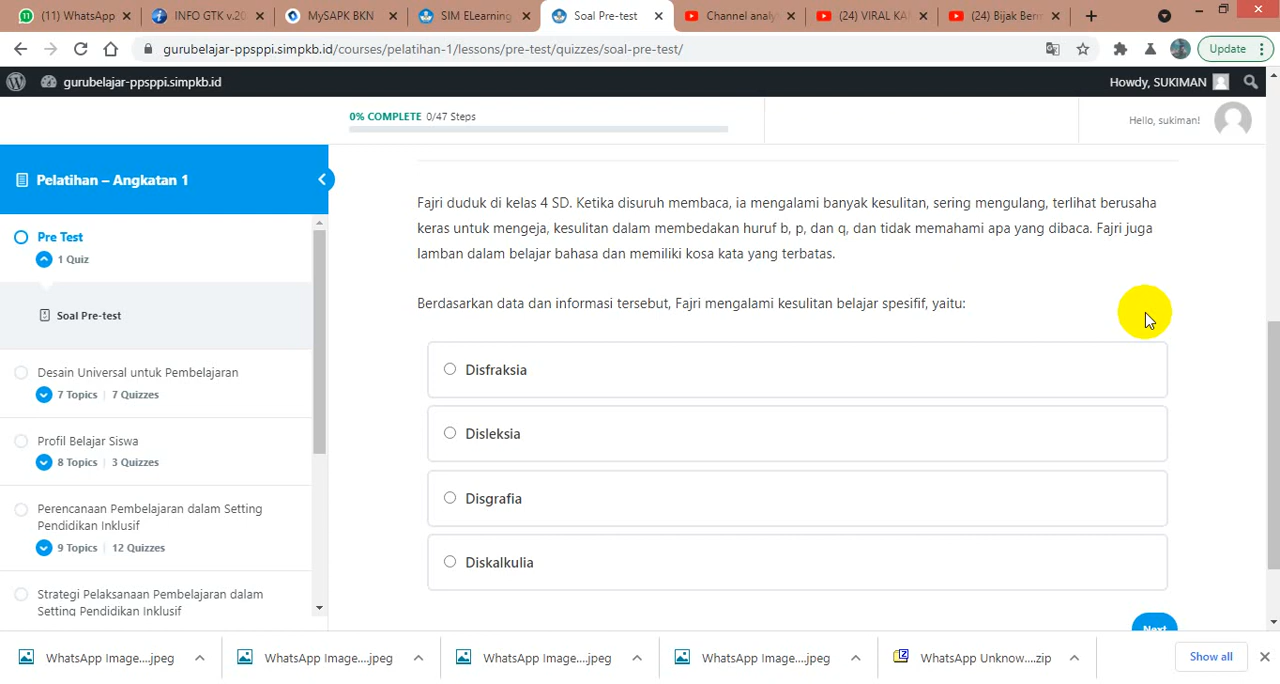 (11) WhatsApp
INFO GTK v.20
MySAPK BKN
SIM ELearning
Soal Pre-test
Channel analy
(24) VIRAL KA
(24) Bijak Ber
gurubelajar-ppsppi.simpkb.id/courses/pelatihan-1/lessons/pre-test/quizzes/soal-pre-test/
Update
gurubelajar-ppsppi.simpkb.id
Howdy, SUKIMAN
0% COMPLETE 0/47 Steps
Hello, sukiman!
Pelatihan – Angkatan 1
Pre Test
1 Quiz
Soal Pre-test
Desain Universal untuk Pembelajaran
7 Topics | 7 Quizzes
Profil Belajar Siswa
8 Topics | 3 Quizzes
Perencanaan Pembelajaran dalam Setting
Pendidikan Inklusif
9 Topics | 12 Quizzes
Strategi Pelaksanaan Pembelajaran dalam
Setting Pendidikan Inklusif
Fajri duduk di kelas 4 SD. Ketika disuruh membaca, ia mengalami banyak kesulitan, sering mengulang, terlihat berusaha
keras untuk mengeja, kesulitan dalam membedakan huruf b, p, dan q, dan tidak memahami apa yang dibaca. Fajri juga
lamban dalam belajar bahasa dan memiliki kosa kata yang terbatas.
Berdasarkan data dan informasi tersebut, Fajri mengalami kesulitan belajar spesifif, yaitu:
Disfraksia
Disleksia
Disgrafia
Diskalkulia
Next
WhatsApp Image....jpeg
WhatsApp Image....jpeg
WhatsApp Image....jpeg
WhatsApp Image....jpeg
WhatsApp Unknow....zip
Show all